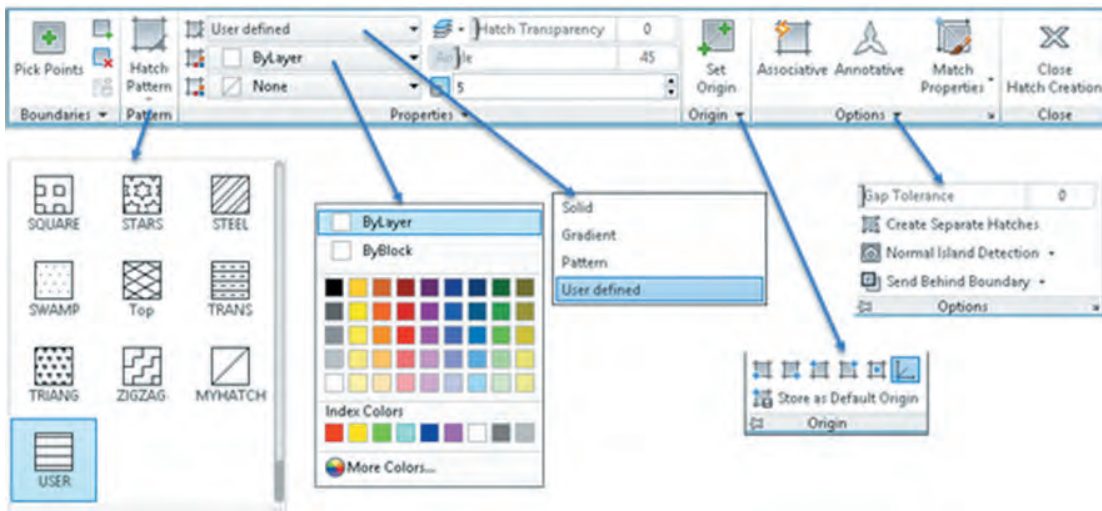 User defined
Hatch Transparency 0
ByLayer
45
Pick Points
Hatch Pattern
None
5
Set Origin
Associative
Annotative
Match Properties
Close Hatch Creation
Boundaries
Pattern
Properties
Origin
Options
Close
SQUARE
STARS
STEEL
SWAMP
Top
TRANS
TRIANG
ZIGZAG
MYHATCH
USER
ByLayer
ByBlock
Index Colors
More Colors...
Solid
Gradient
Pattern
User defined
Gap Tolerance 0
Create Separate Hatches
Normal Island Detection
Send Behind Boundary
Options
Store as Default Origin
Origin